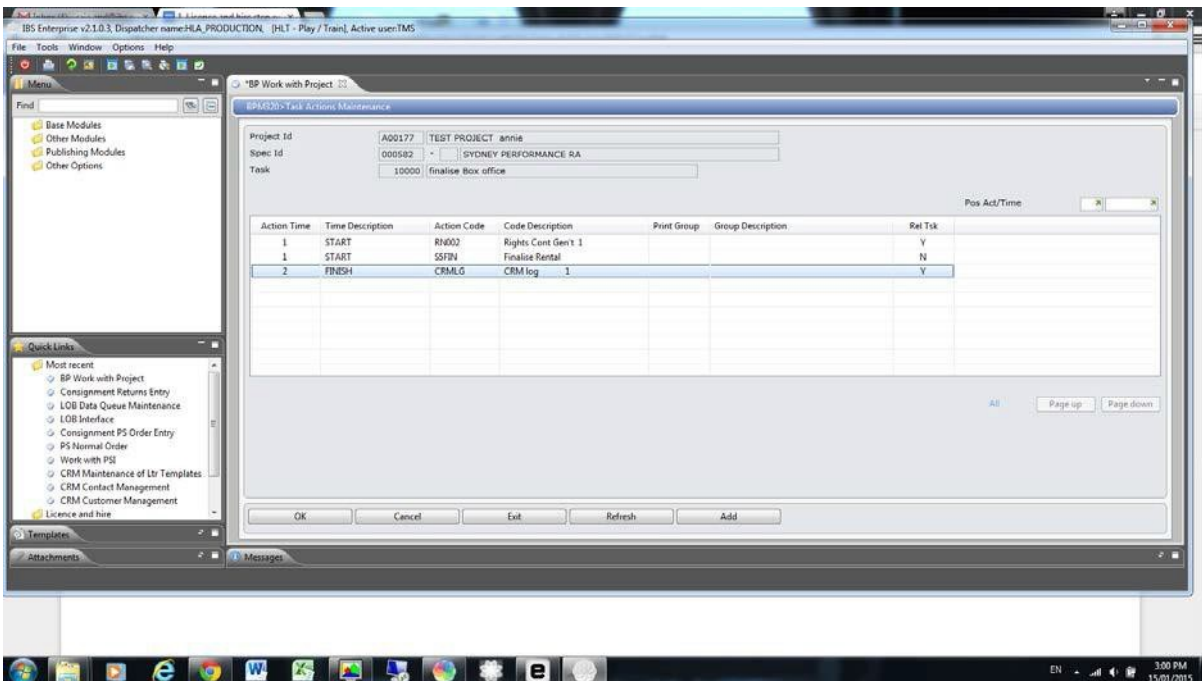 IBS Enterprise v2.1.0.3, Dispatcher name:HLA_PRODUCTION, [HLT - Play / Train], Active user:TMS
File Tools Window Options Help
Menu
Find
Base Modules
Other Modules
Publishing Modules
Other Options
Quick Links
Most recent
BP Work with Project
Consignment Returns Entry
LOB Data Queue Maintenance
LOB Interface
Consignment PS Order Entry
PS Normal Order
Work with PSI
CRM Maintenance of Ltr Templates
CRM Contact Management
CRM Customer Management
Licence and hire
Templates
Attachments
*BP Work with Project
BPM320>Task Actions Maintenance
Project Id A00177 TEST PROJECT annie
Spec Id 000582 - SYDNEY PERFORMANCE RA
Task 10000 finalise Box office
Pos Act/Time
Action Time Time Description Action Code Code Description Print Group Group Description Rel Tsk
1 START RN002 Rights Cont Gen't 1 Y
1 START SSFIN Finalise Rental N
2 FINISH CRMLG CRM log 1 Y
All Page up Page down
OK Cancel Exit Refresh Add
Messages
EN 3:00 PM
15/01/2015